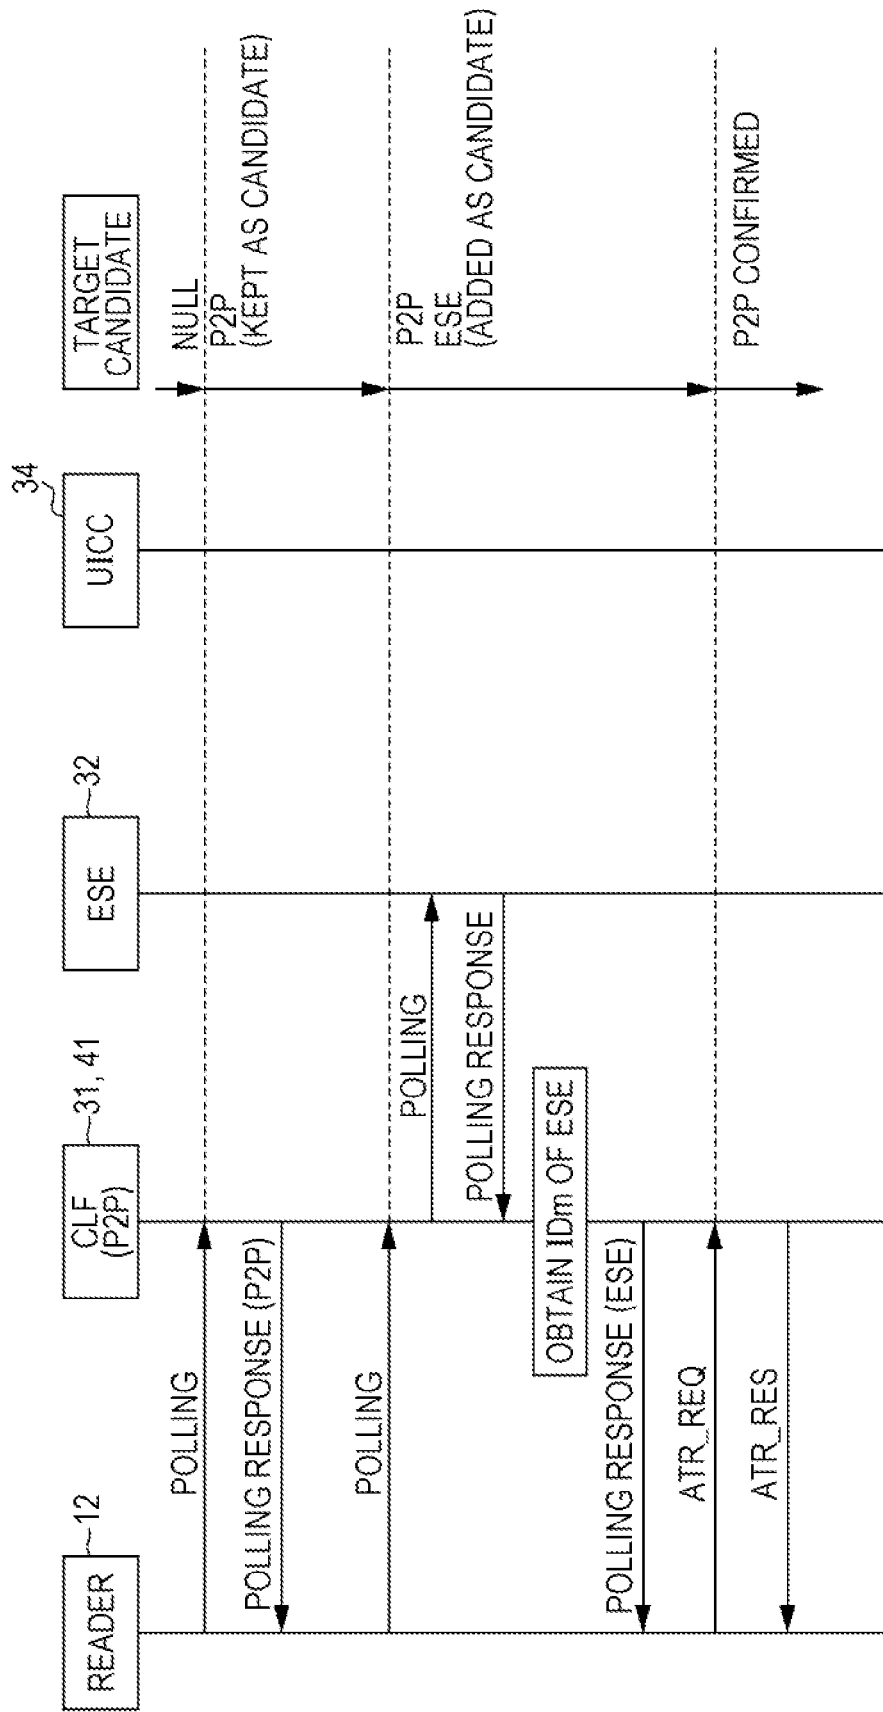 READER
12
CLF
(P2P)
31, 41
ESE
32
UICC
34
TARGET
CANDIDATE
NULL
POLLING
P2P
(KEPT AS CANDIDATE)
POLLING RESPONSE (P2P)
POLLING
P2P
ESE
(ADDED AS CANDIDATE)
POLLING
POLLING RESPONSE
OBTAIN IDm OF ESE
POLLING RESPONSE (ESE)
ATR_REQ
P2P CONFIRMED
ATR_RES